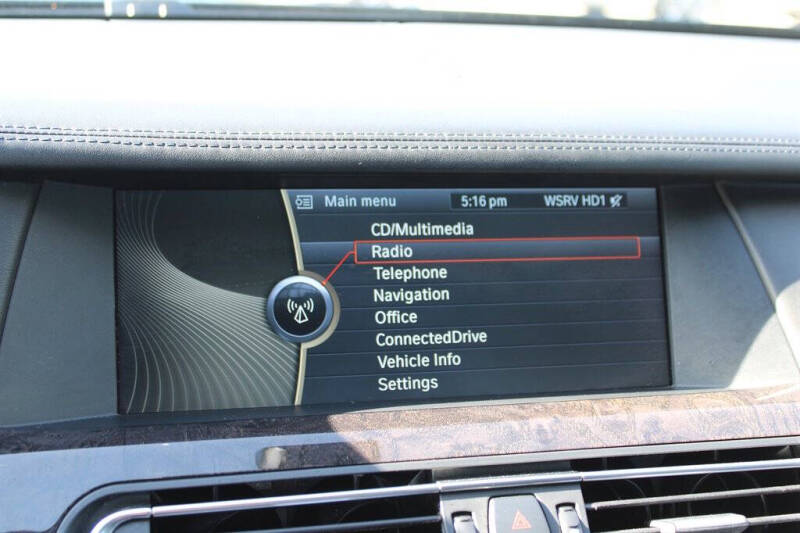 Main menu 5:16 pm WSRV HD1
CD/Multimedia
Radio
Telephone
Navigation
Office
ConnectedDrive
Vehicle Info
Settings